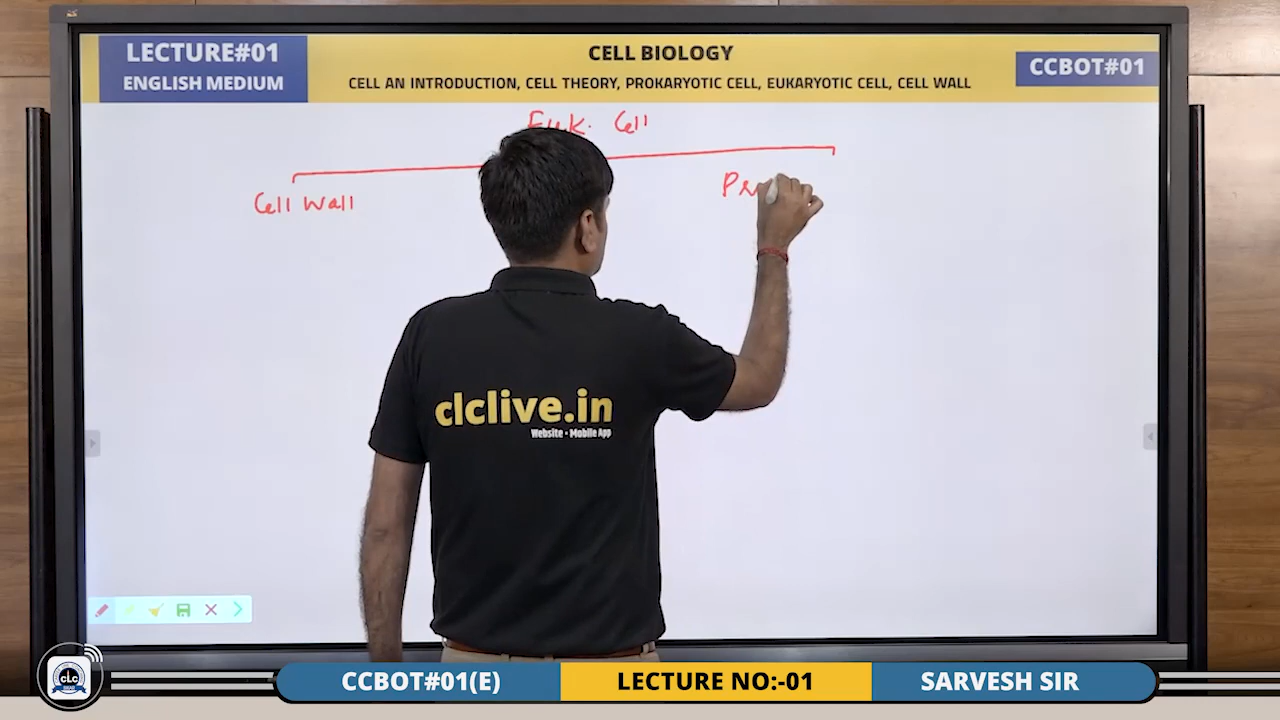 LECTURE#01
ENGLISH MEDIUM
CELL BIOLOGY
CELL AN INTRODUCTION, CELL THEORY, PROKARYOTIC CELL, EUKARYOTIC CELL, CELL WALL
CCBOT#01
Euk. Cell
Cell Wall
clclive.in
Website • Mobile App
CLC
CCBOT#01(E)
LECTURE NO:-01
SARVESH SIR